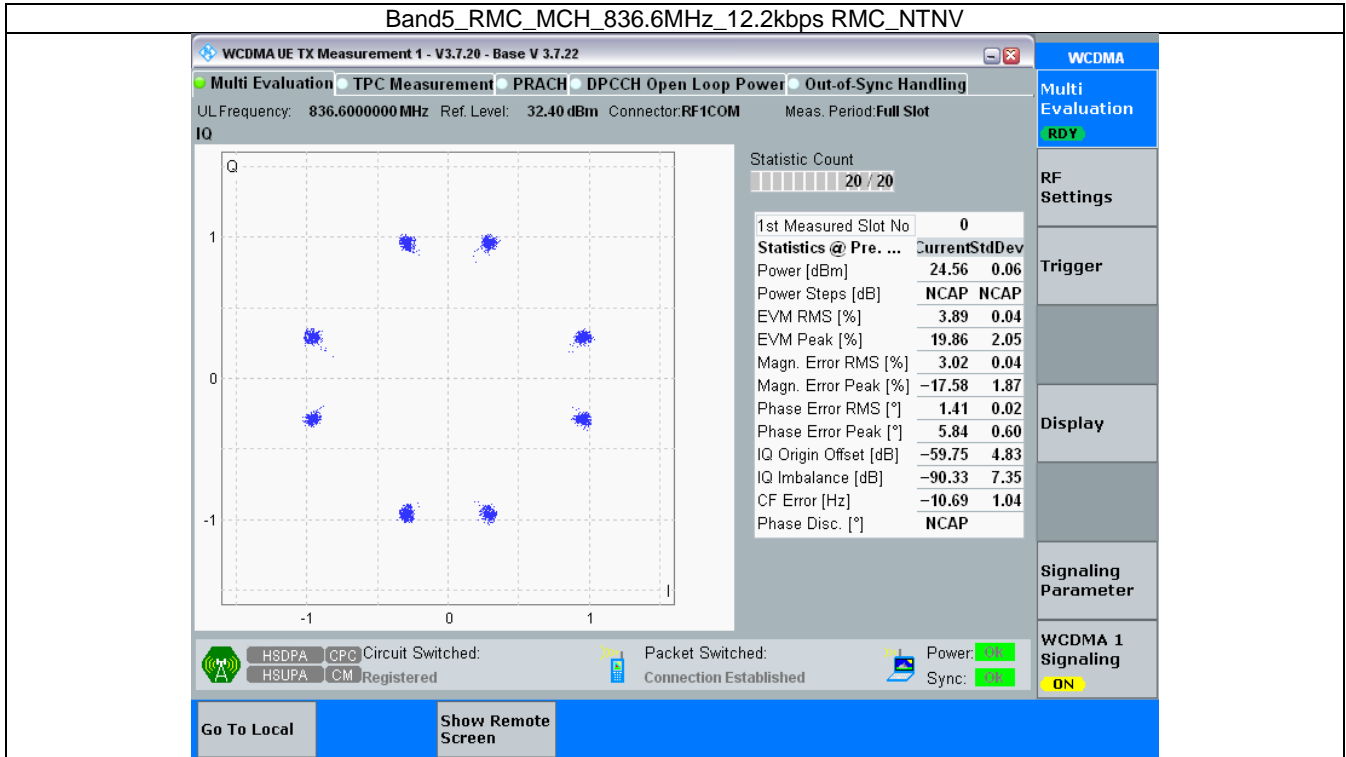 Band5_RMC_MCH_836.6MHz_12.2kbps RMC_NTNV
WCDMA UE TX Measurement 1 - V3.7.20 - Base V 3.7.22
WCDMA
Multi Evaluation TPC Measurement PRACH DPCCH Open Loop Power Out-of-Sync Handling
Multi
Evaluation
RDY
UL Frequency: 836.6000000 MHz Ref. Level: 32.40 dBm Connector:RF1COM Meas. Period:Full Slot
IQ
Q
1
0
-1
-1 0 1
I
Statistic Count
20 / 20
1st Measured Slot No 0
Statistics @ Pre. ... Current StdDev
Power [dBm] 24.56 0.06
Power Steps [dB] NCAP NCAP
EVM RMS [%] 3.89 0.04
EVM Peak [%] 19.86 2.05
Magn. Error RMS [%] 3.02 0.04
Magn. Error Peak [%] −17.58 1.87
Phase Error RMS [°] 1.41 0.02
Phase Error Peak [°] 5.84 0.60
IQ Origin Offset [dB] −59.75 4.83
IQ Imbalance [dB] −90.33 7.35
CF Error [Hz] −10.69 1.04
Phase Disc. [°] NCAP
RF
Settings
Trigger
Display
Signaling
Parameter
WCDMA 1
Signaling
ON
HSDPA CPC Circuit Switched: Packet Switched: Power: Ok
HSUPA CM Registered Connection Established Sync: Ok
Go To Local
Show Remote
Screen